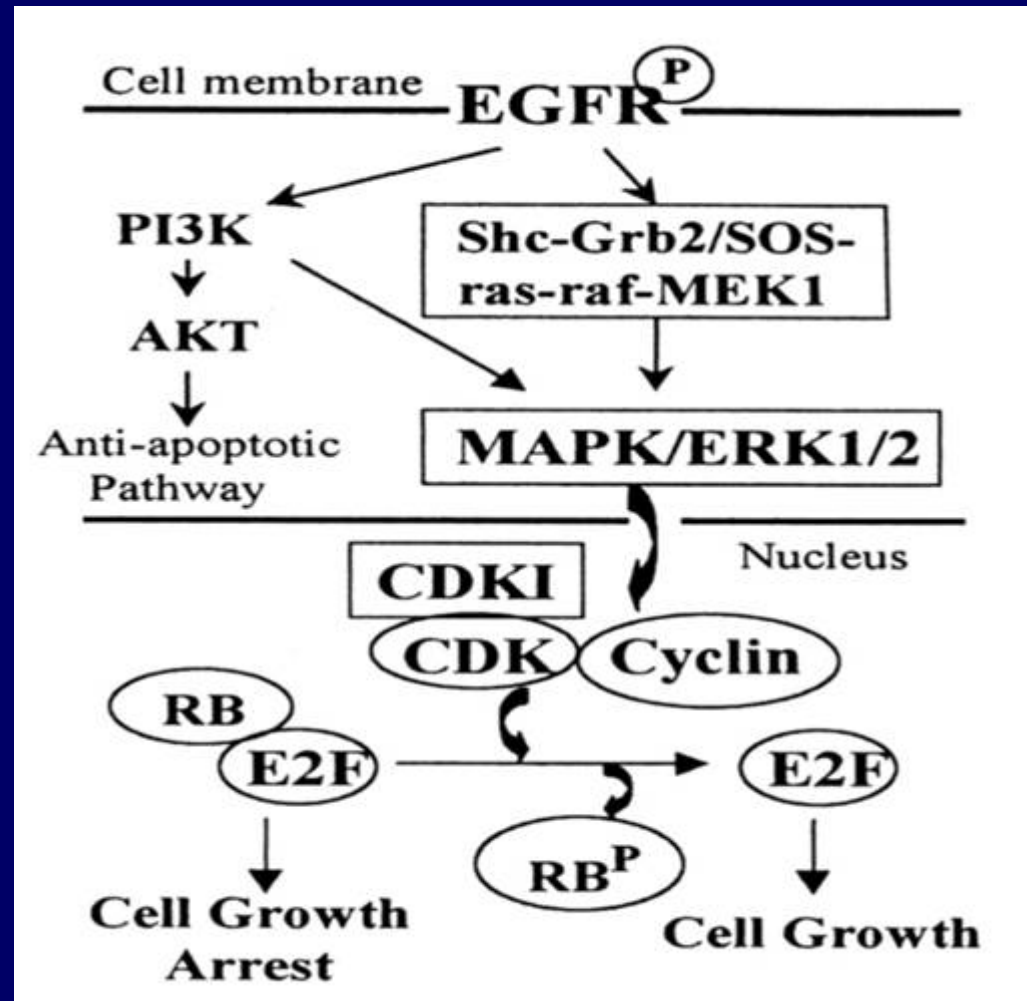 Cell membrane
EGFR
P
PI3K
Shc-Grb2/SOS-
ras-raf-MEK1
AKT
Anti-apoptotic
Pathway
MAPK/ERK1/2
Nucleus
CDKI
CDK
Cyclin
RB
E2F
E2F
RBᴾ
Cell Growth
Arrest
Cell Growth